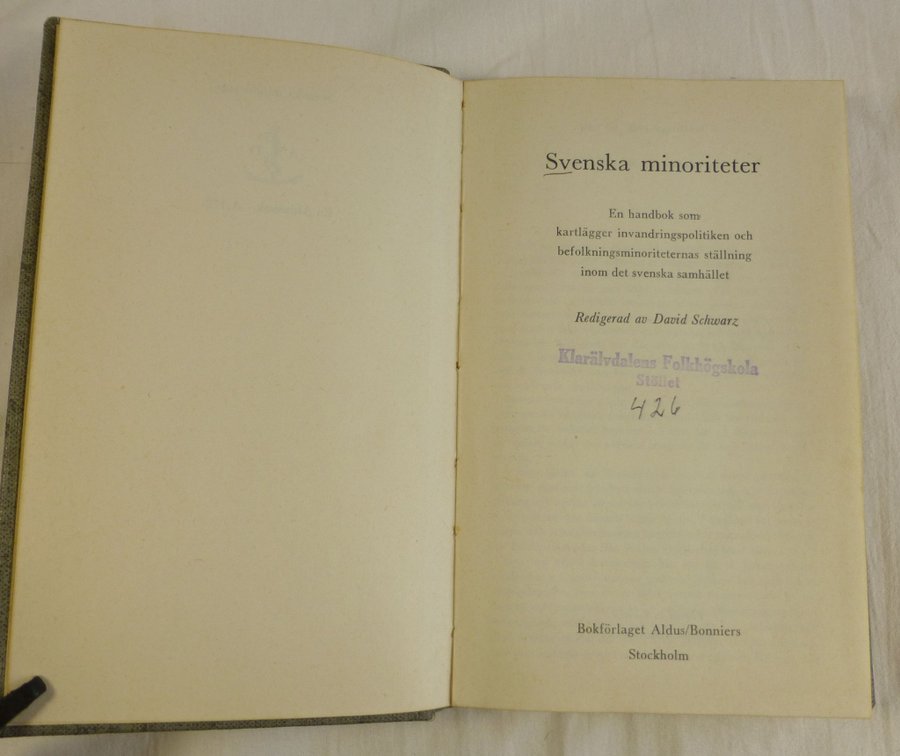 Svenska minoriteter
En handbok som
kartlägger invandringspolitiken och
befolkningsminoriteternas ställning
inom det svenska samhället
Redigerad av David Schwarz
Klarälvdalens Folkhögskola
Stöllet
426
Bokförlaget Aldus/Bonniers
Stockholm